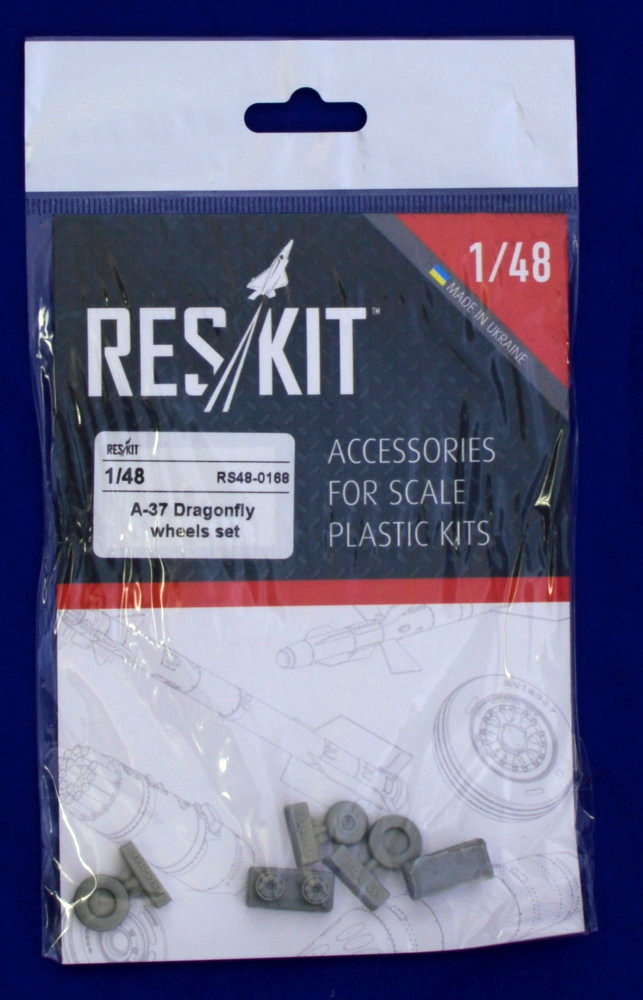 1/48
MADE IN UKRAINE
RES/KIT™
RES/KIT
1/48 RS48-0168
A-37 Dragonfly
wheels set
ACCESSORIES
FOR SCALE
PLASTIC KITS